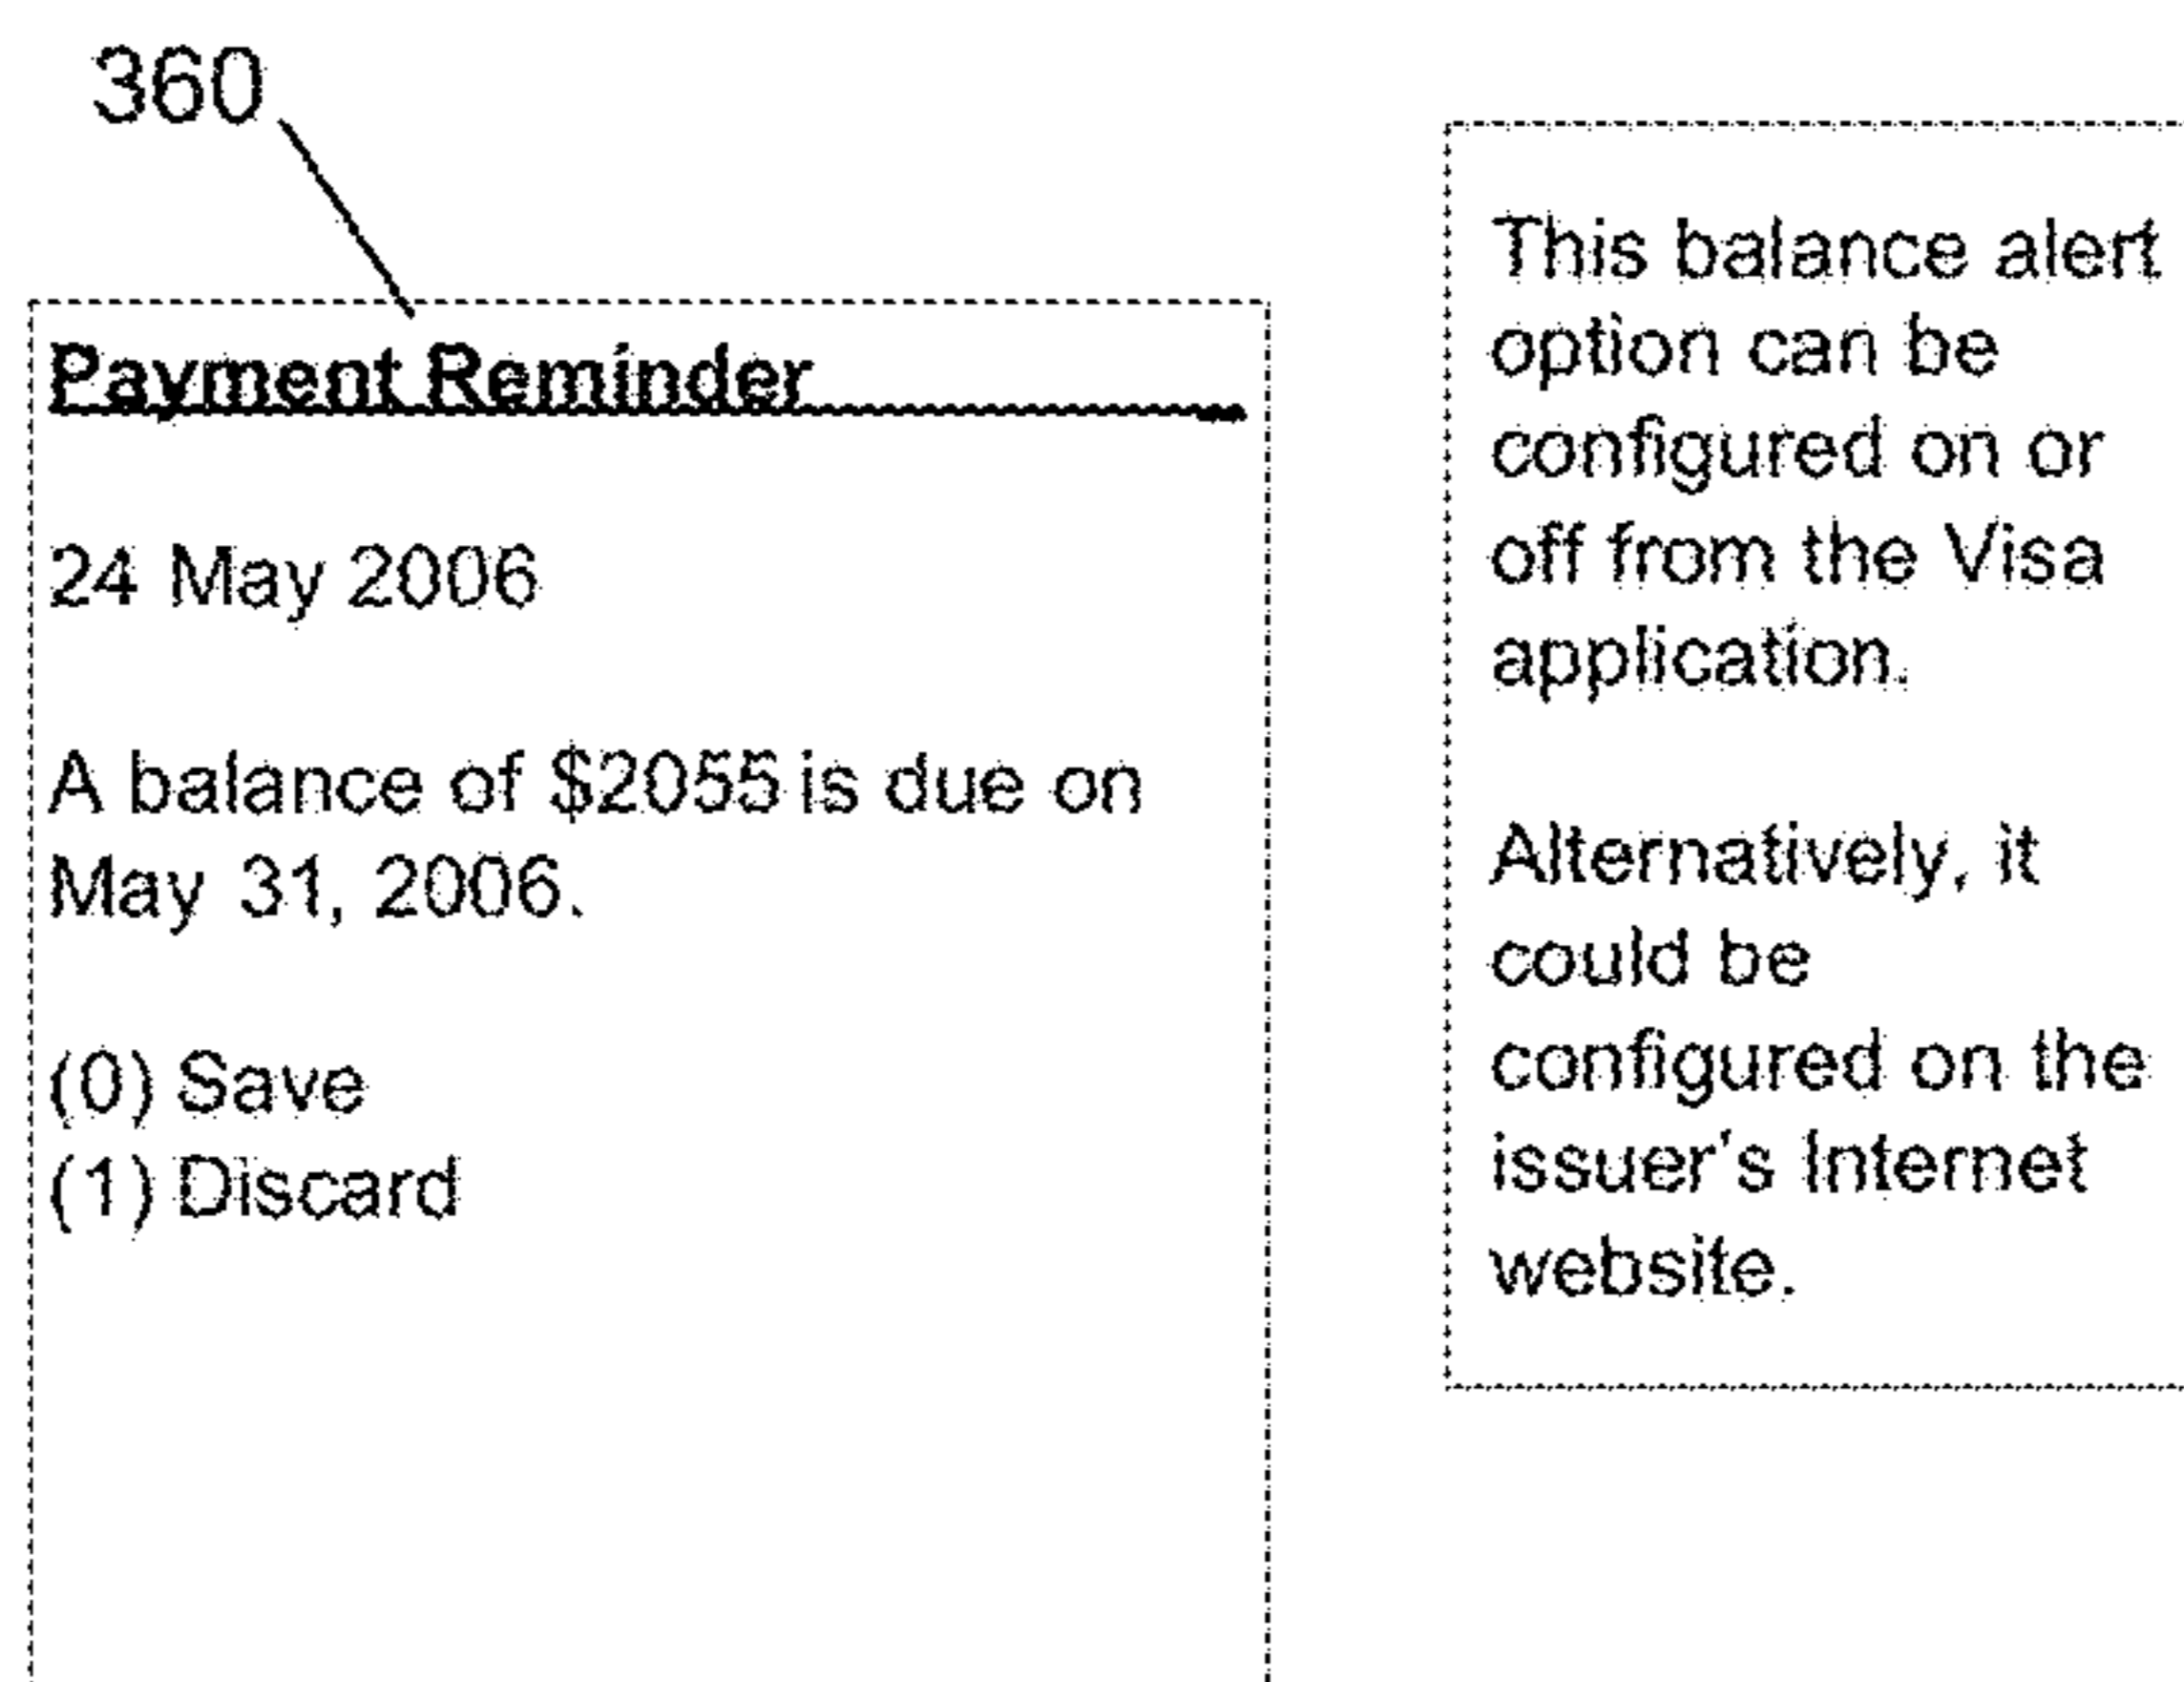 360
Payment Reminder
24 May 2006
A balance of $2055 is due on
May 31, 2006.
(0) Save
(1) Discard
This balance alert
option can be
configured on or
off from the Visa
application.
Alternatively, it
could be
configured on the
issuer's Internet
website.